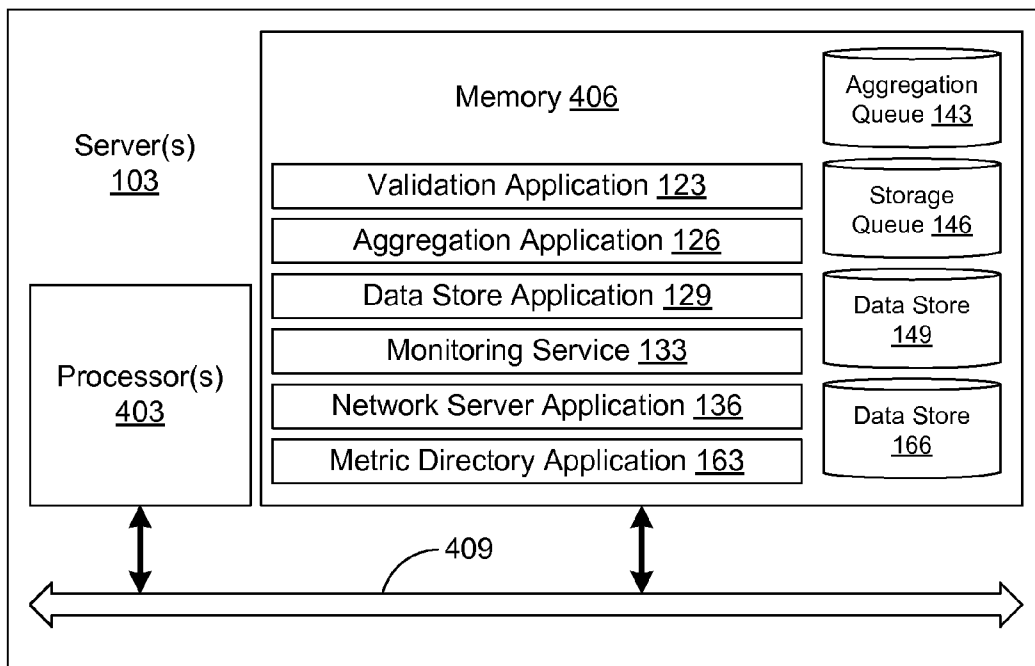 Server(s)
103
Processor(s)
403
Memory 406
Validation Application 123
Aggregation Application 126
Data Store Application 129
Monitoring Service 133
Network Server Application 136
Metric Directory Application 163
Aggregation
Queue 143
Storage
Queue 146
Data Store
149
Data Store
166
409